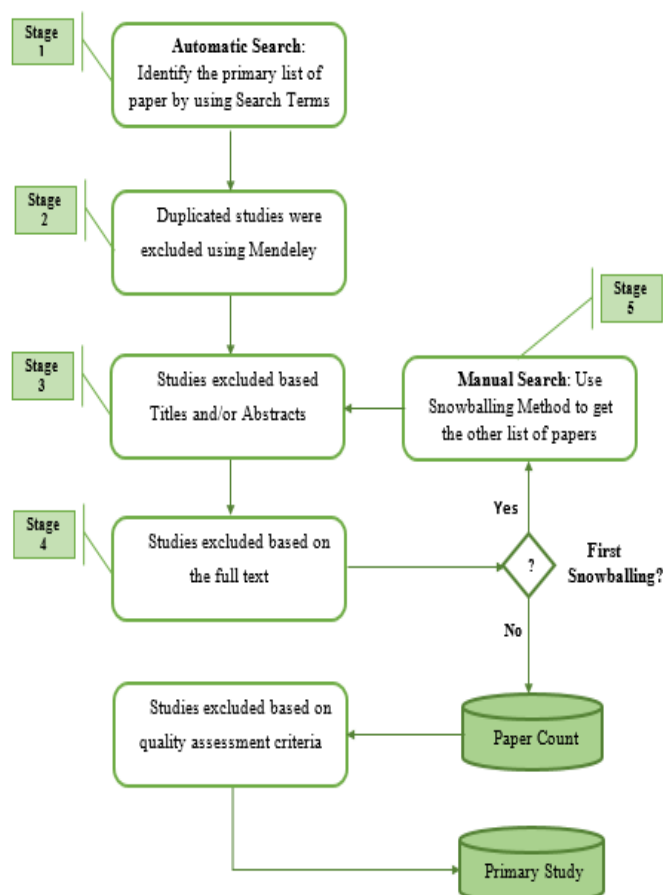 Stage
1
Automatic Search:
Identify the primary list of
paper by using Search Terms
Stage
2
Duplicated studies were
excluded using Mendeley
Stage
3
Studies excluded based
Titles and/or Abstracts
Stage
5
Manual Search: Use
Snowballing Method to get
the other list of papers
Stage
4
Studies excluded based on
the full text
Yes
?
First
Snowballing?
No
Studies excluded based on
quality assessment criteria
Paper Count
Primary Study